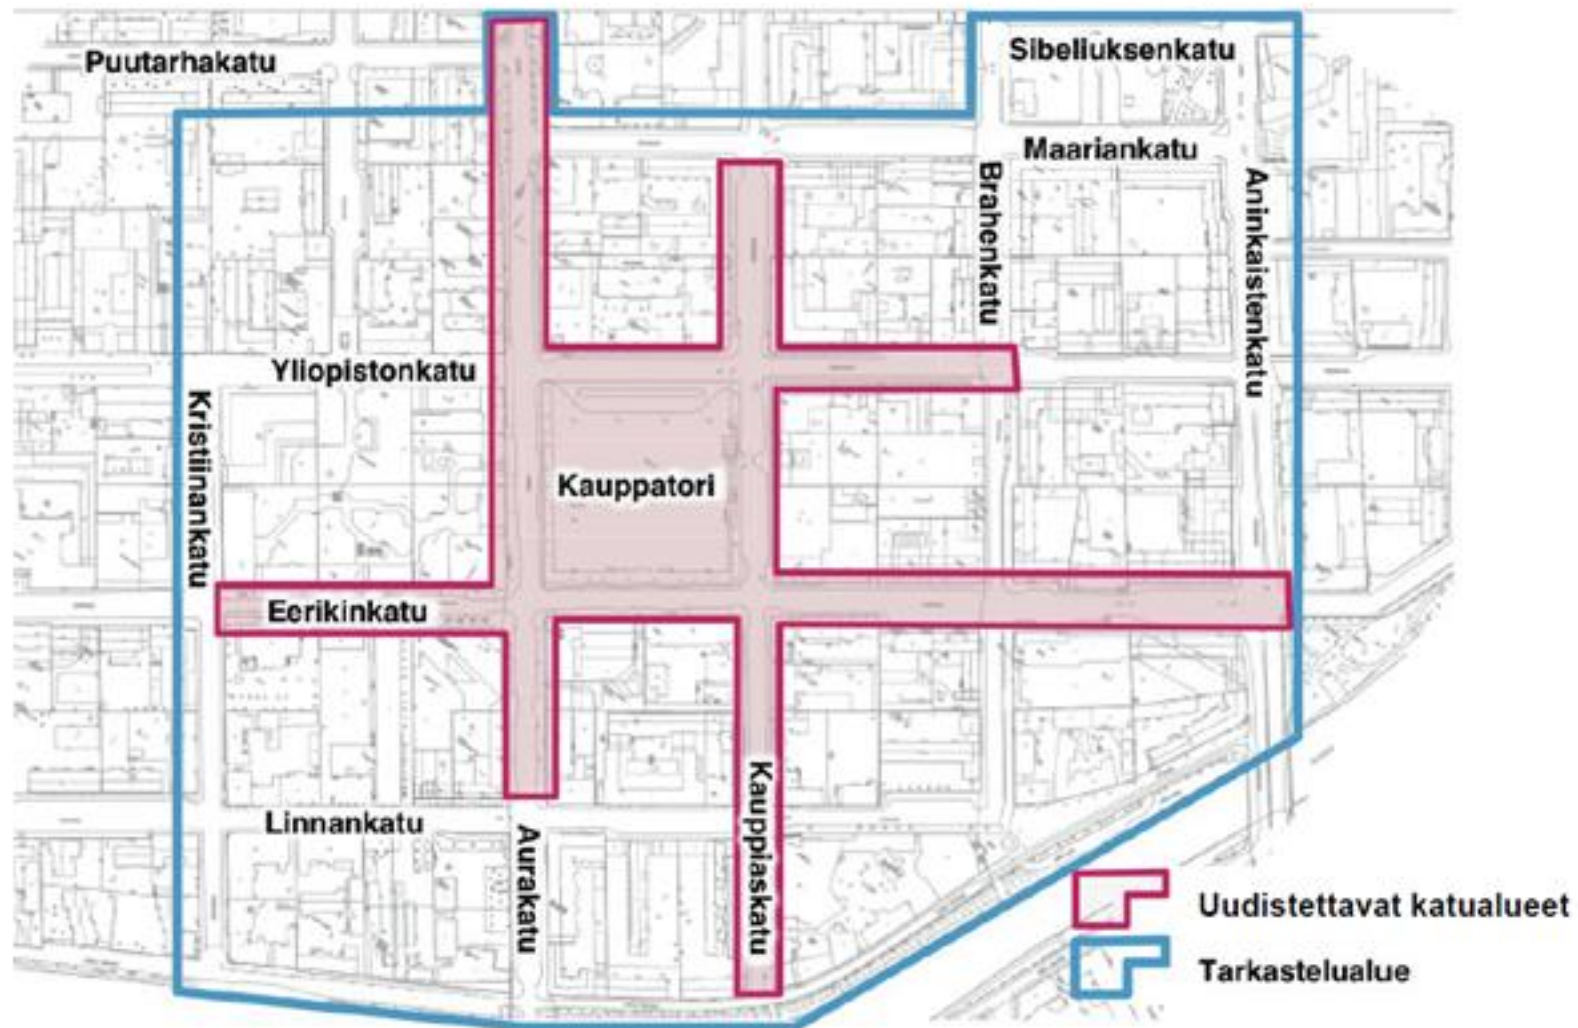 Puutarhakatu
Sibeliuksenkatu
Maariankatu
Brahenkatu
Aninkaistenkatu
Yliopistonkatu
Kristiinankatu
Kauppatori
Eerikinkatu
Linnankatu
Aurakatu
Kauppiaskatu
Uudistettavat katualueet
Tarkastelualue